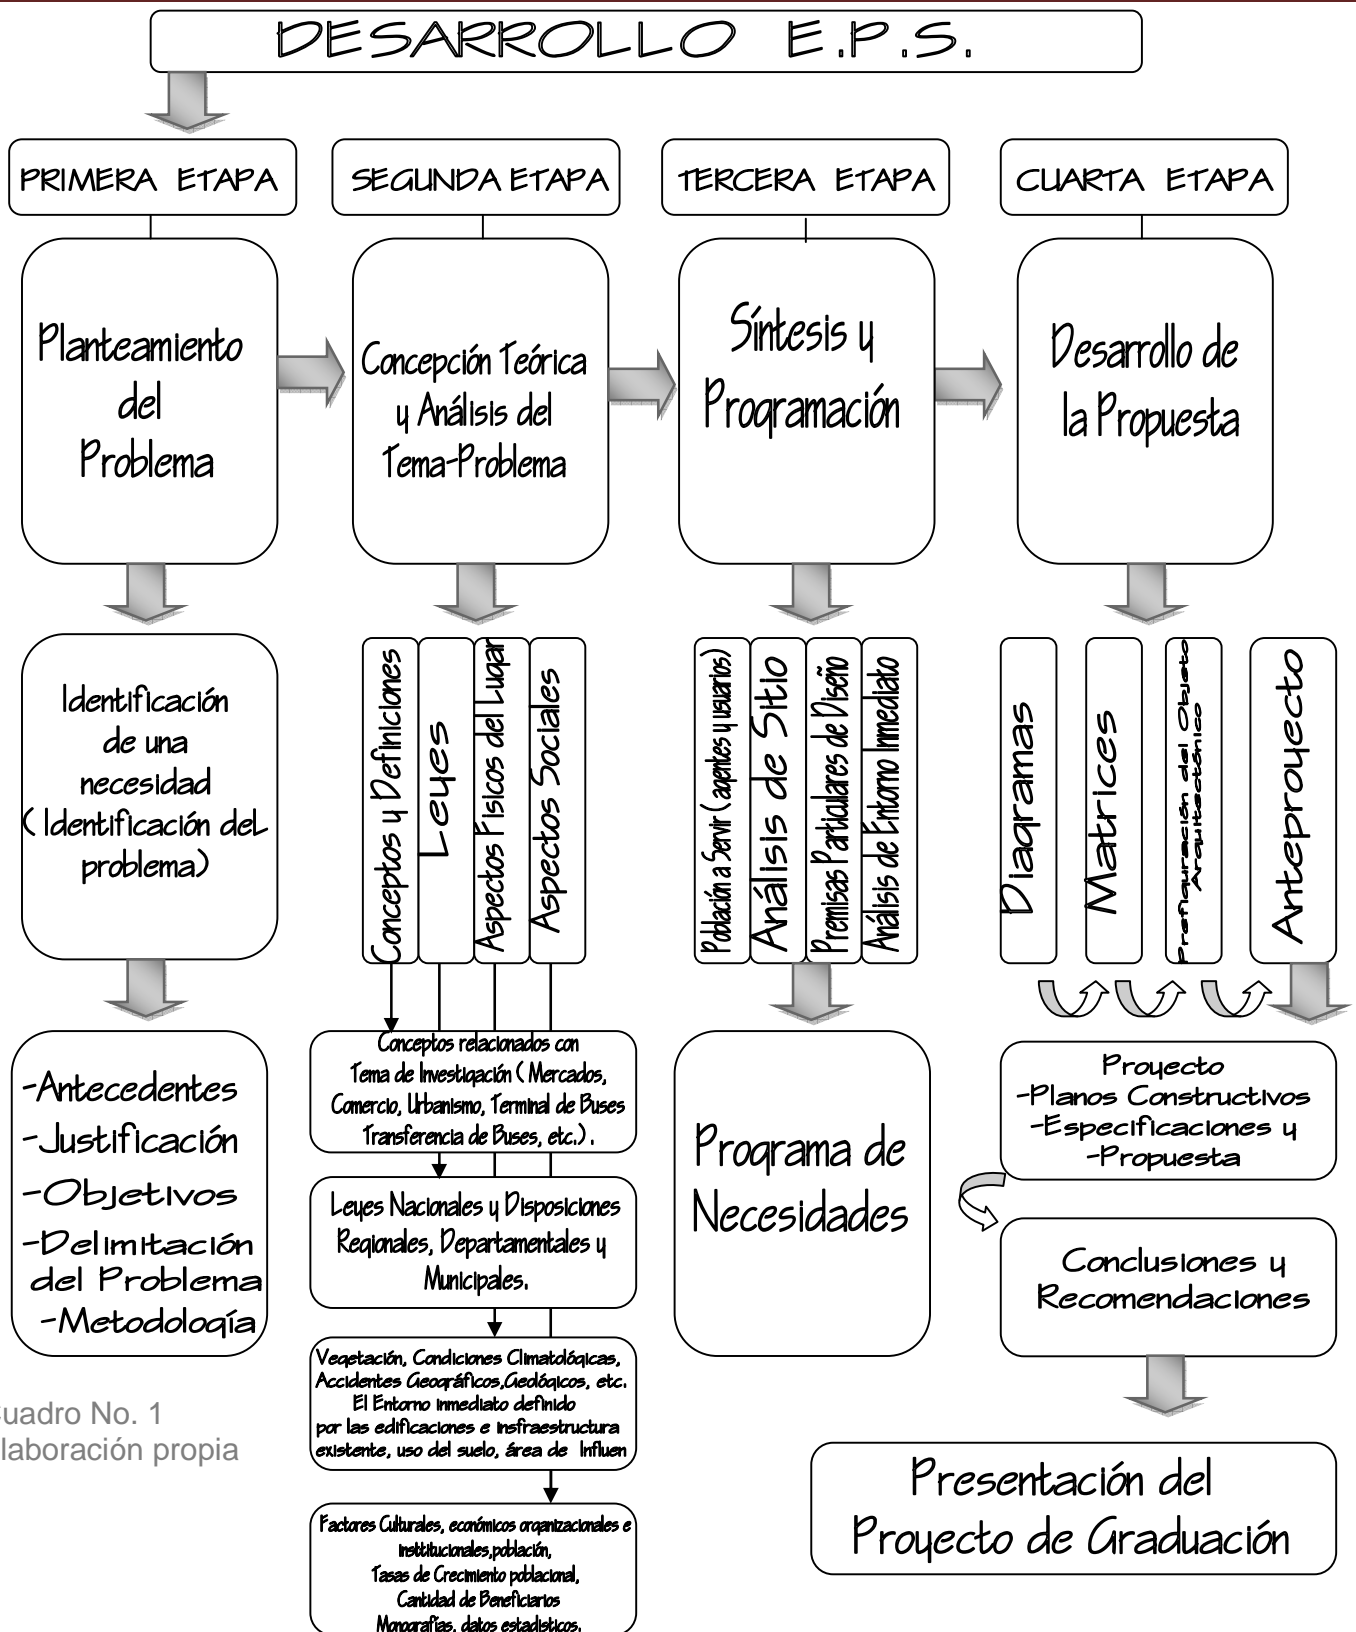 DESARROLLO E.P.S.
PRIMERA ETAPA
SEGUNDA ETAPA
TERCERA ETAPA
CUARTA ETAPA
Planteamiento
del
Problema
Concepción Teórica
y Análisis del
Tema-Problema
Síntesis y
Programación
Desarrollo de
la Propuesta
Identificación
de una
necesidad
(Identificación del
problema)
Conceptos y Definiciones
Leyes
Aspectos Fisicos del Lugar
Aspectos Sociales
Población a Servir (agentes y usuarios)
Análisis de Sitio
Premisas Particulares de Diseño
Análisis de Entorno Inmediato
Diagramas
Matrices
Prefiguración del Objeto
Arquitectónico
Anteproyecto
-Antecedentes
-Justificación
-Objetivos
-Delimitación
del Problema
-Metodología
Conceptos relacionados con
Tema de Investigación (Mercados,
Comercio, Urbanismo, Terminal de Buses
Transferencia de Buses, etc.).
Leyes Nacionales y Disposiciones
Regionales, Departamentales y
Municipales.
Vegetación, Condiciones Climatológicas,
Accidentes Geográficos,Geológicos, etc.
El Entorno inmediato definido
por las edificaciones e insfraestructura
existente, uso del suelo, área de Influen
Factores Culturales, económicos organizacionales e
institucionales,población,
Tasas de Crecimiento poblacional,
Cantidad de Beneficiarios
Monografías, datos estadisticos.
Programa de
Necesidades
Proyecto
-Planos Constructivos
-Especificaciones y
-Propuesta
Conclusiones y
Recomendaciones
Presentación del
Proyecto de Graduación
uadro No. 1
laboración propia